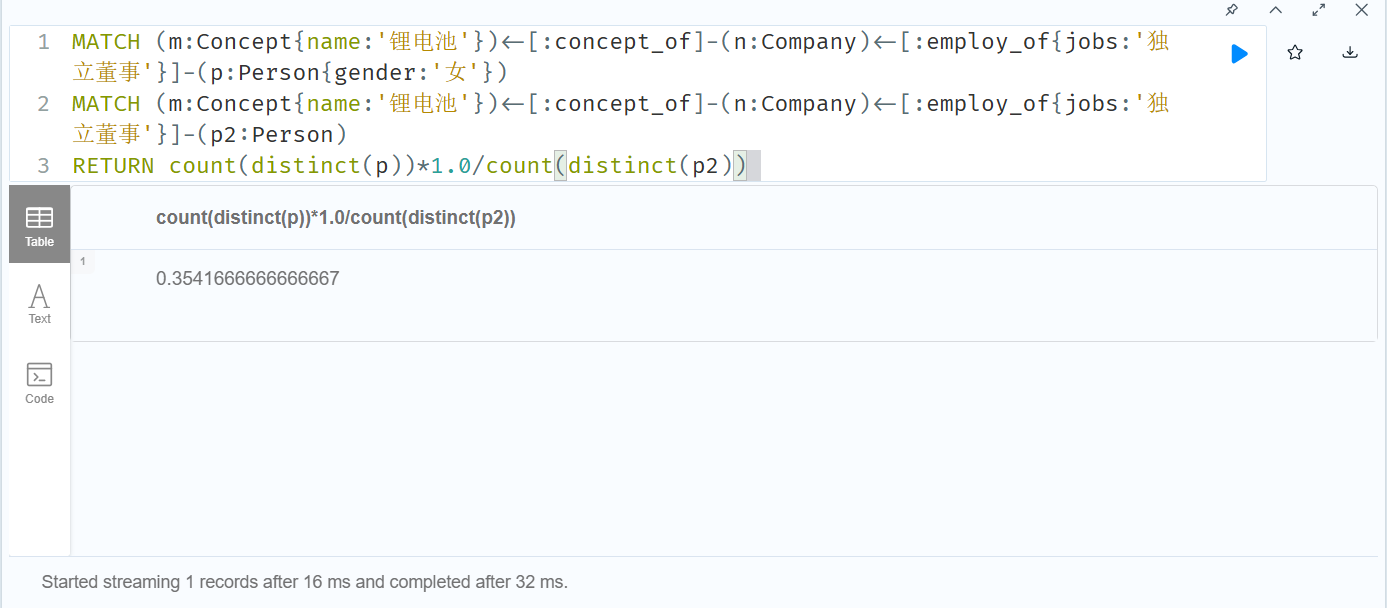 1 MATCH (m:Concept{name:'锂电池'})<-[:concept_of]-(n:Company)<-[:employ_of{jobs:'独
立董事'}]-(p:Person{gender:'女'})
2 MATCH (m:Concept{name:'锂电池'})<-[:concept_of]-(n:Company)<-[:employ_of{jobs:'独
立董事'}]-(p2:Person)
3 RETURN count(distinct(p))*1.0/count(distinct(p2))
Table
count(distinct(p))*1.0/count(distinct(p2))
1
0.3541666666666667
A
Text
Code
Started streaming 1 records after 16 ms and completed after 32 ms.